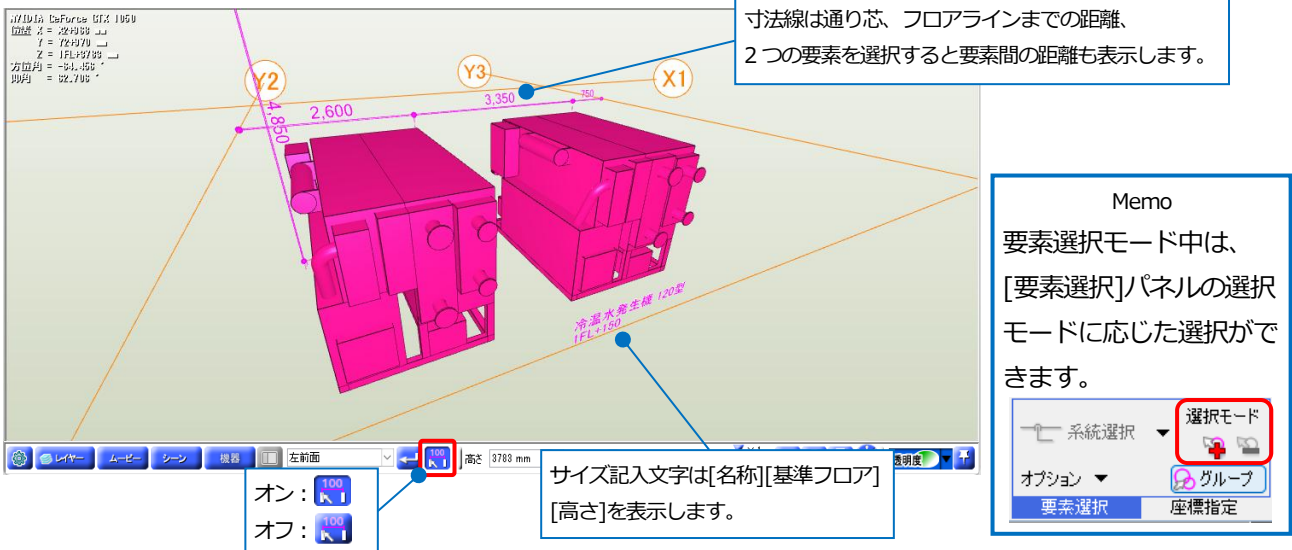 寸法線は通り芯、フロアラインまでの距離、
2つの要素を選択すると要素間の距離も表示します。
NVIDIA GeForce GTX 1050
方位角 = -64.456 °
Y2
Y3
X1
4,850
2,600
3,350
750
冷温水発生機 120型
1FL+150
Memo
要素選択モード中は、
[要素選択]パネルの選択
モードに応じた選択がで
きます。
系統選択
選択モード
オプション
グループ
要素選択
座標指定
レイヤー
ムービー
シーン
機器
左前面
100
高さ
3783 mm
透明度
サイズ記入文字は[名称][基準フロア]
[高さ]を表示します。
オン：
100
オフ：
100